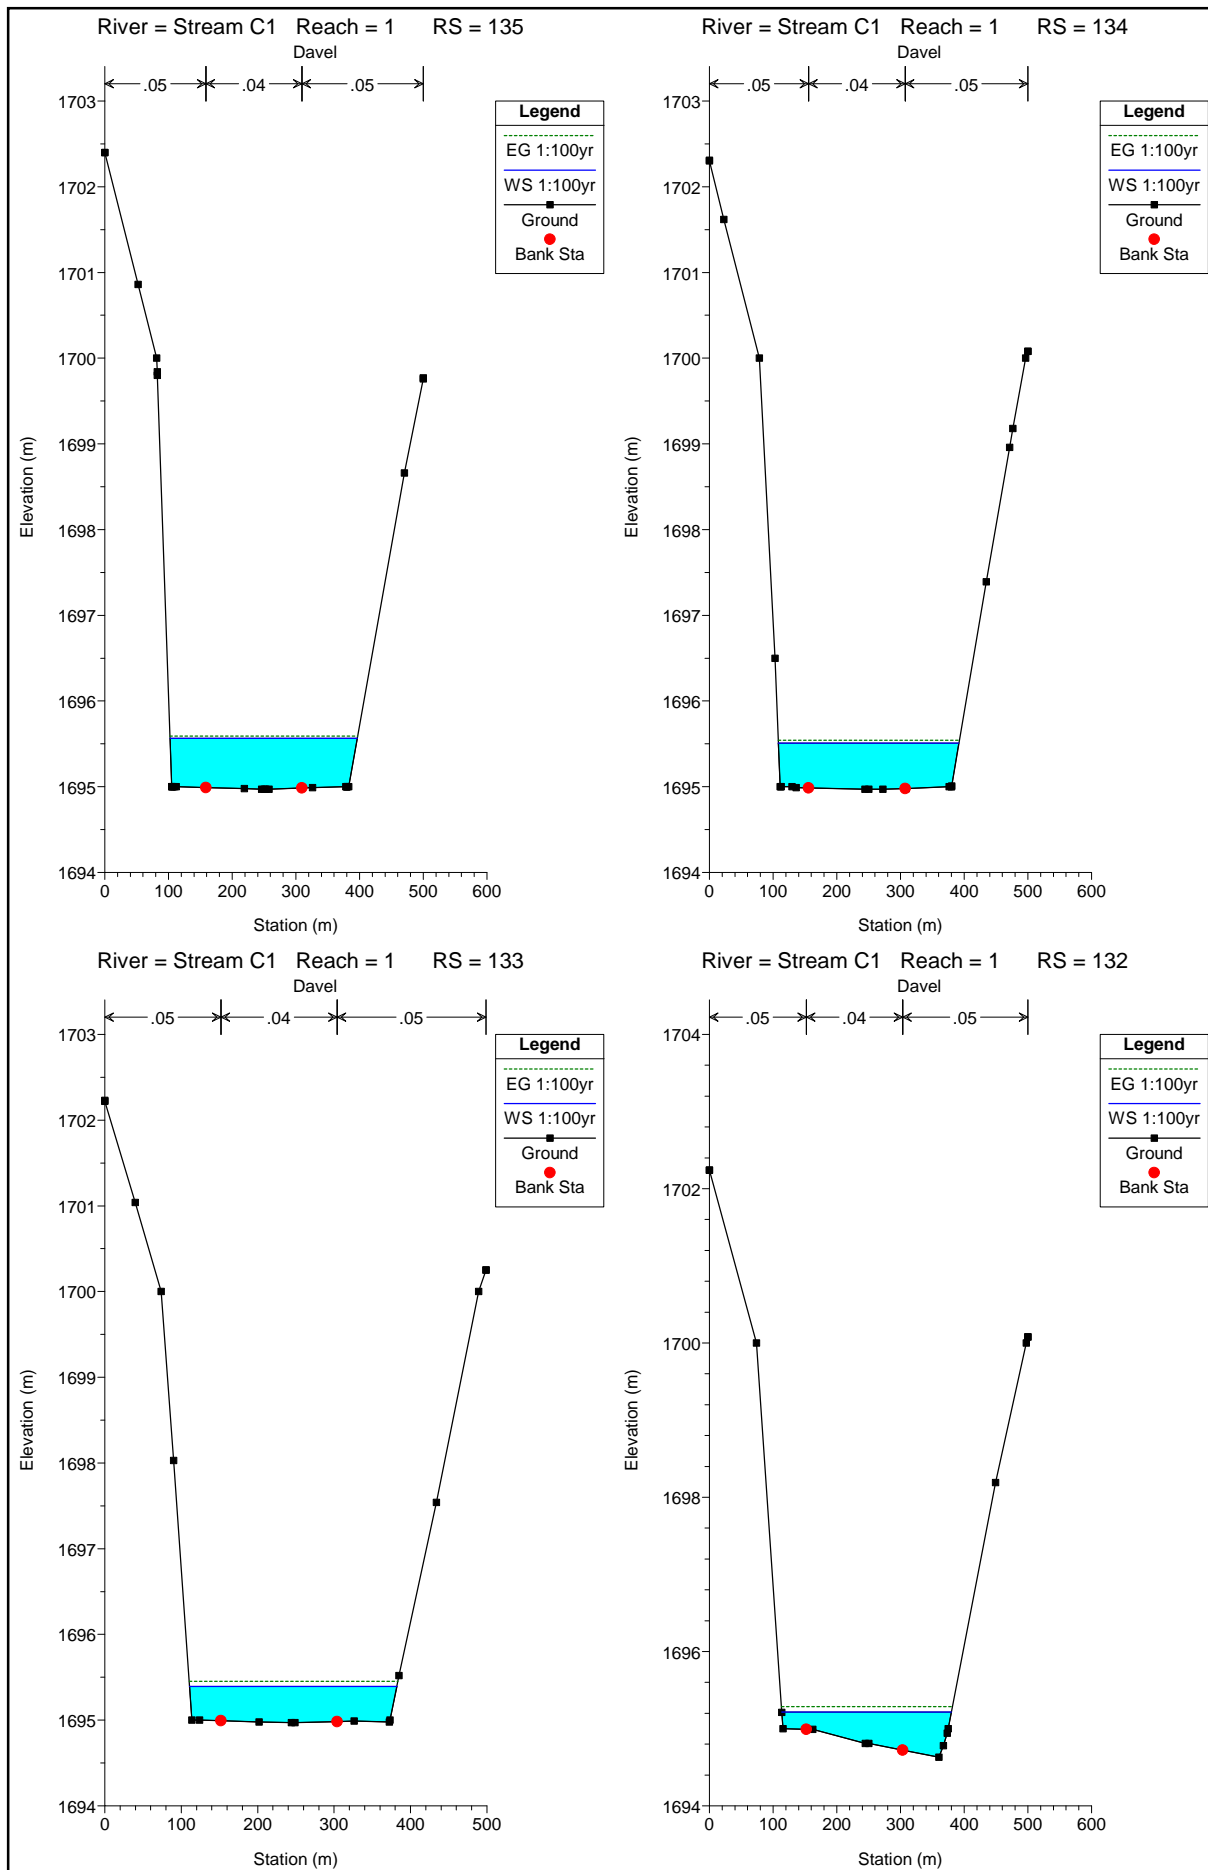 River = Stream C1 Reach = 1 RS = 135
Davel
.05 .04 .05
Legend
EG 1:100yr
WS 1:100yr
Ground
Bank Sta
1703
1702
1701
1700
1699
1698
1697
1696
1695
1694
Elevation (m)
0 100 200 300 400 500 600
Station (m)
River = Stream C1 Reach = 1 RS = 134
Davel
.05 .04 .05
Legend
EG 1:100yr
WS 1:100yr
Ground
Bank Sta
1703
1702
1701
1700
1699
1698
1697
1696
1695
1694
Elevation (m)
0 100 200 300 400 500 600
Station (m)
River = Stream C1 Reach = 1 RS = 133
Davel
.05 .04 .05
Legend
EG 1:100yr
WS 1:100yr
Ground
Bank Sta
1703
1702
1701
1700
1699
1698
1697
1696
1695
1694
Elevation (m)
0 100 200 300 400 500
Station (m)
River = Stream C1 Reach = 1 RS = 132
Davel
.05 .04 .05
Legend
EG 1:100yr
WS 1:100yr
Ground
Bank Sta
1704
1702
1700
1698
1696
1694
Elevation (m)
0 100 200 300 400 500 600
Station (m)